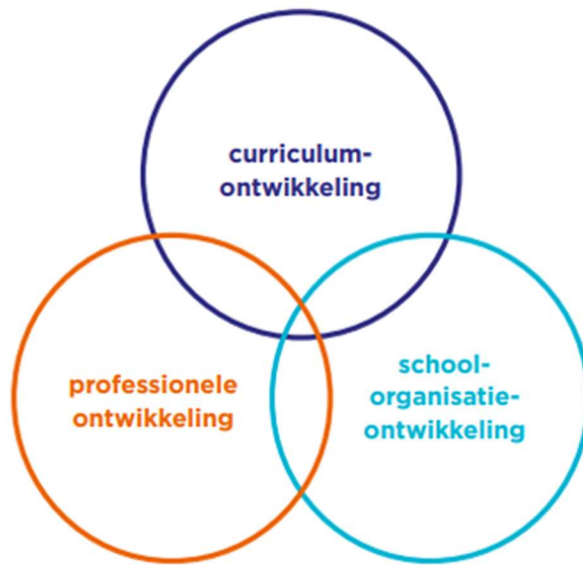 curriculum-
ontwikkeling
professionele
ontwikkeling
school-
organisatie-
ontwikkeling